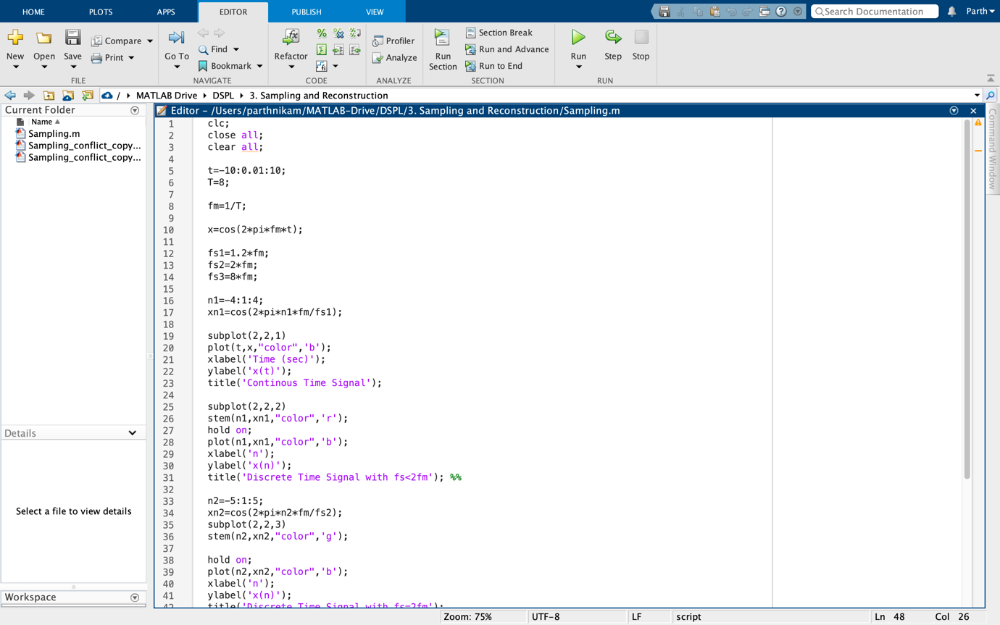 HOME PLOTS APPS EDITOR PUBLISH VIEW Search Documentation Parth
New Open Save Compare Print Go To Find Bookmark Refactor Profiler Analyze Run Section Section Break Run and Advance Run to End Run Step Stop
FILE NAVIGATE CODE ANALYZE SECTION RUN
/ MATLAB Drive DSPL 3. Sampling and Reconstruction
Current Folder
Name
Sampling.m
Sampling_conflict_copy...
Sampling_conflict_copy...
Details
Select a file to view details
Workspace
Editor - /Users/parthnikam/MATLAB-Drive/DSPL/3. Sampling and Reconstruction/Sampling.m
1 clc;
2 close all;
3 clear all;
4
5 t=-10:0.01:10;
6 T=8;
7
8 fm=1/T;
9
10 x=cos(2*pi*fm*t);
11
12 fs1=1.2*fm;
13 fs2=2*fm;
14 fs3=8*fm;
15
16 n1=-4:1:4;
17 xn1=cos(2*pi*n1*fm/fs1);
18
19 subplot(2,2,1)
20 plot(t,x,"color",'b');
21 xlabel('Time (sec)');
22 ylabel('x(t)');
23 title('Continous Time Signal');
24
25 subplot(2,2,2)
26 stem(n1,xn1,"color",'r');
27 hold on;
28 plot(n1,xn1,"color",'b');
29 xlabel('n');
30 ylabel('x(n)');
31 title('Discrete Time Signal with fs<2fm'); %%
32
33 n2=-5:1:5;
34 xn2=cos(2*pi*n2*fm/fs2);
35 subplot(2,2,3)
36 stem(n2,xn2,"color",'g');
37
38 hold on;
39 plot(n2,xn2,"color",'b');
40 xlabel('n');
41 ylabel('x(n)');
42 title('Discrete Time Signal with fs=2fm');
Command Window
Zoom: 75% UTF-8 LF script Ln 48 Col 26